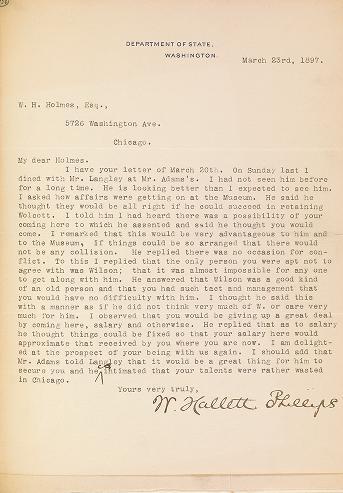 DEPARTMENT OF STATE,
WASHINGTON.
March 23rd, 1897.
W. H. Holmes, Esq.,
5726 Washington Ave.
Chicago.
My dear Holmes.
I have your letter of March 20th. On Sunday last I
dined with Mr. Langley at Mr. Adams's. I had not seen him before
for a long time. He is looking better than I expected to see him.
I asked how affairs were getting on at the Museum. He said he
thought they would be all right if he could succeed in retaining
Wolcott. I told him I had heard there was a possibility of your
coming here to which he assented and said he thought you would
come. I remarked that this would be very advantageous to him and
to the Museum, if things could be so arranged that there would
not be any collision. He replied there was no occasion for con-
flict. To this I replied that the only person you were apt not to
agree with was Wilson; that it was almost impossible for any one
to get along with him. He answered that Wilson was a good kind
of an old person and that you had such tact and management that
you would have no difficulty with him. I thought he said this
with a manner as if he did not think very much of W. or care very
much for him. I observed that you would be giving up a great deal
by coming here, salary and otherwise. He replied that as to salary
he thought things could be fixed so that your salary here would
approximate that received by you where you are now. I am delight-
ed at the prospect of your being with us again. I should add that
Mr. Adams told Langley that it would be a great thing for him to
secure you and he intimated that your talents were rather wasted
in Chicago.
Yours very truly,
W. Hallett Phillips